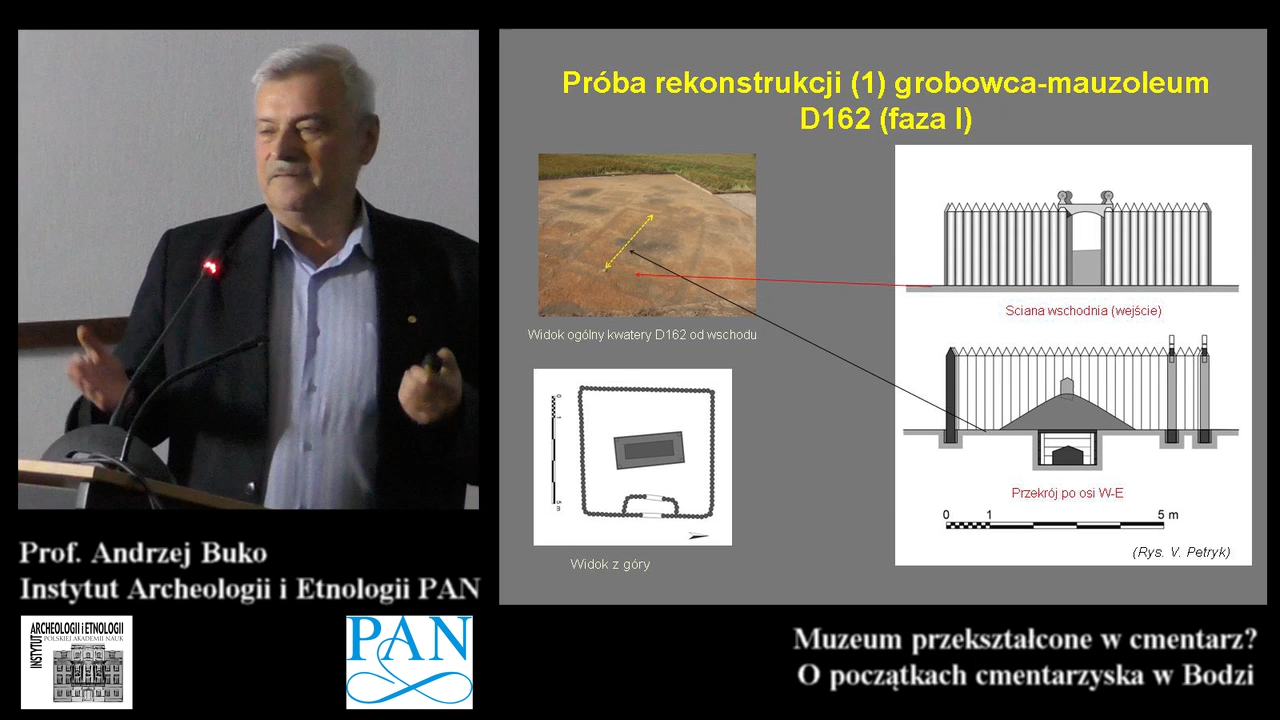 Próba rekonstrukcji (1) grobowca-mauzoleum
D162 (faza I)
Widok ogólny kwatery D162 od wschodu
Widok z góry
Sciana wschodnia (wejście)
Przekrój po osi W-E
0 1 5 m
(Rys. V. Petryk)
Prof. Andrzej Buko
Instytut Archeologii i Etnologii PAN
INSTYTUT
ARCHEOLOGII i ETNOLOGII
POLSKIEJ AKADEMII NAUK
PAN
Muzeum przekształcone w cmentarz?
O początkach cmentarzyska w Bodzi